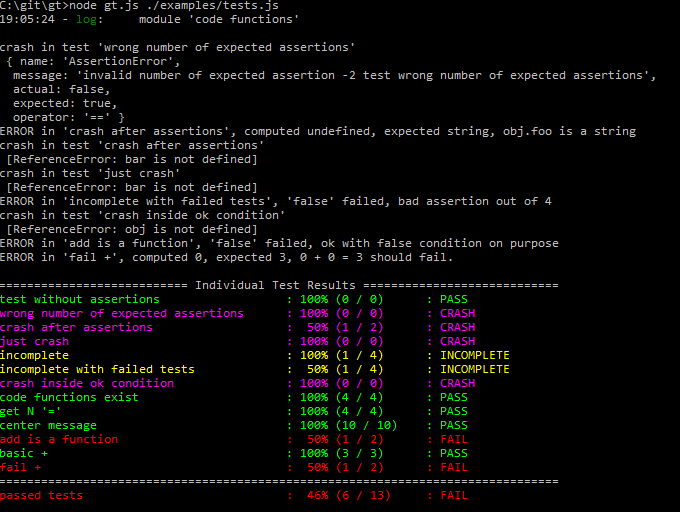 C:\git\gt>node gt.js ./examples/tests.js
19:05:24 - log:     module 'code functions'
crash in test 'wrong number of expected assertions'
 { name: 'AssertionError',
  message: 'invalid number of expected assertion -2 test wrong number of expected assertions',
  actual: false,
  expected: true,
  operator: '==' }
ERROR in 'crash after assertions', computed undefined, expected string, obj.foo is a string
crash in test 'crash after assertions'
 [ReferenceError: bar is not defined]
crash in test 'just crash'
 [ReferenceError: bar is not defined]
ERROR in 'incomplete with failed tests', 'false' failed, bad assertion out of 4
crash in test 'crash inside ok condition'
 [ReferenceError: obj is not defined]
ERROR in 'add is a function', 'false' failed, ok with false condition on purpose
ERROR in 'fail +', computed 0, expected 3, 0 + 0 = 3 should fail.
=========================== Individual Test Results ============================
test without assertions : 100% (0 / 0) : PASS
wrong number of expected assertions : 100% (0 / 0) : CRASH
crash after assertions : 50% (1 / 2) : CRASH
just crash : 100% (0 / 0) : CRASH
incomplete : 100% (1 / 4) : INCOMPLETE
incomplete with failed tests : 50% (1 / 4) : INCOMPLETE
crash inside ok condition : 100% (0 / 0) : CRASH
code functions exist : 100% (4 / 4) : PASS
get N '=' : 100% (4 / 4) : PASS
center message : 100% (10 / 10) : PASS
add is a function : 50% (1 / 2) : FAIL
basic + : 100% (3 / 3) : PASS
fail + : 50% (1 / 2) : FAIL
================================================================================
passed tests : 46% (6 / 13) : FAIL